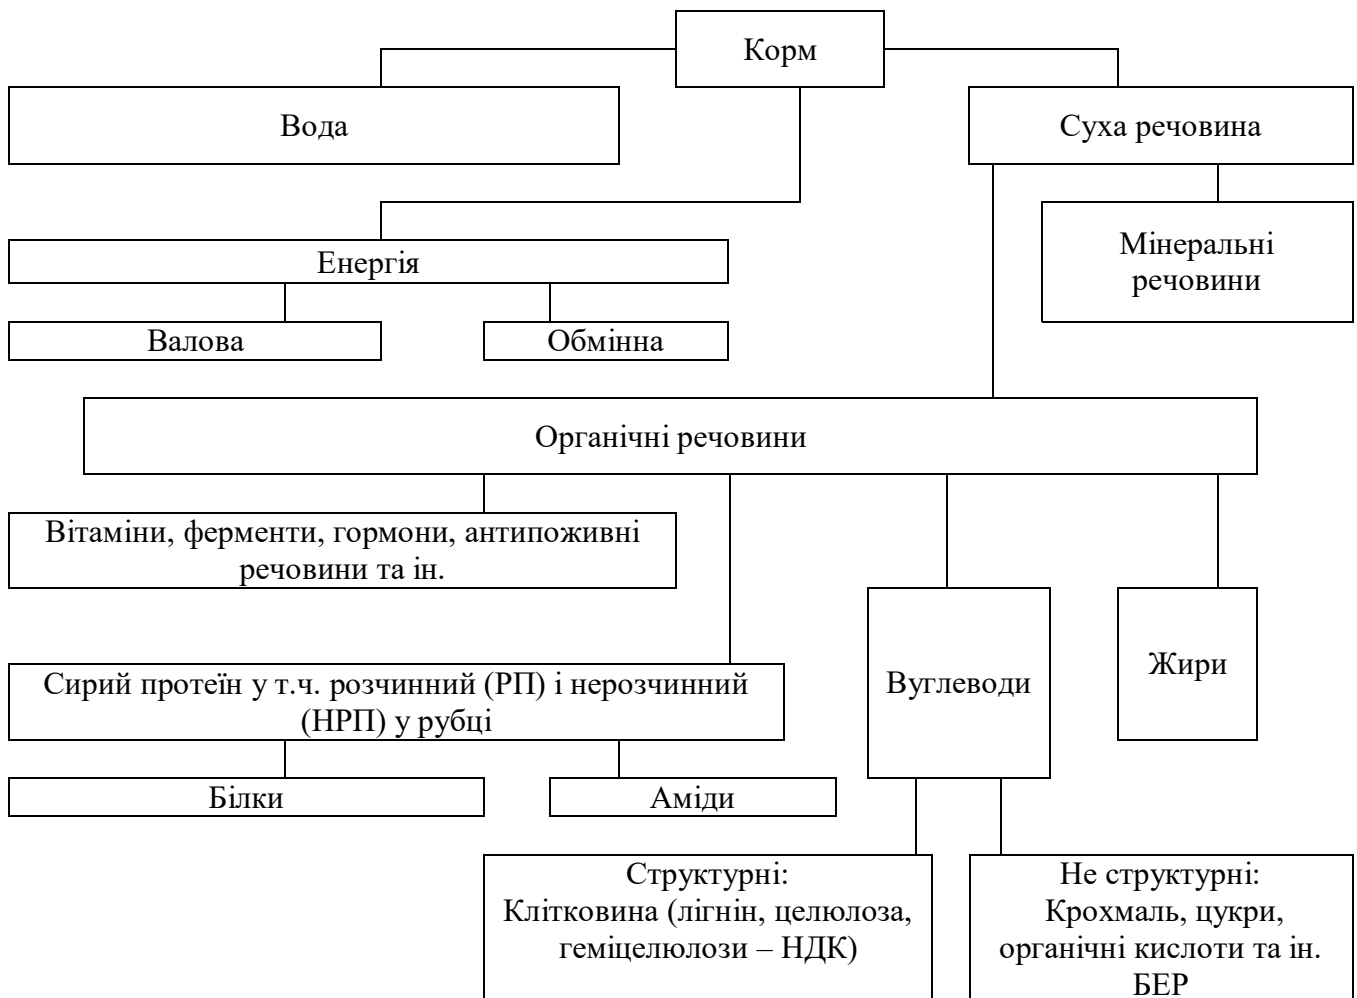 Корм
Вода
Суха речовина
Мінеральні
речовини
Енергія
Валова
Обмінна
Органічні речовини
Вітаміни, ферменти, гормони, антипоживні
речовини та ін.
Сирий протеїн у т.ч. розчинний (РП) і нерозчинний
(НРП) у рубці
Вуглеводи
Жири
Білки
Аміди
Структурні:
Клітковина (лігнін, целюлоза,
геміцелюлози – НДК)
Не структурні:
Крохмаль, цукри,
органічні кислоти та ін.
БЕР